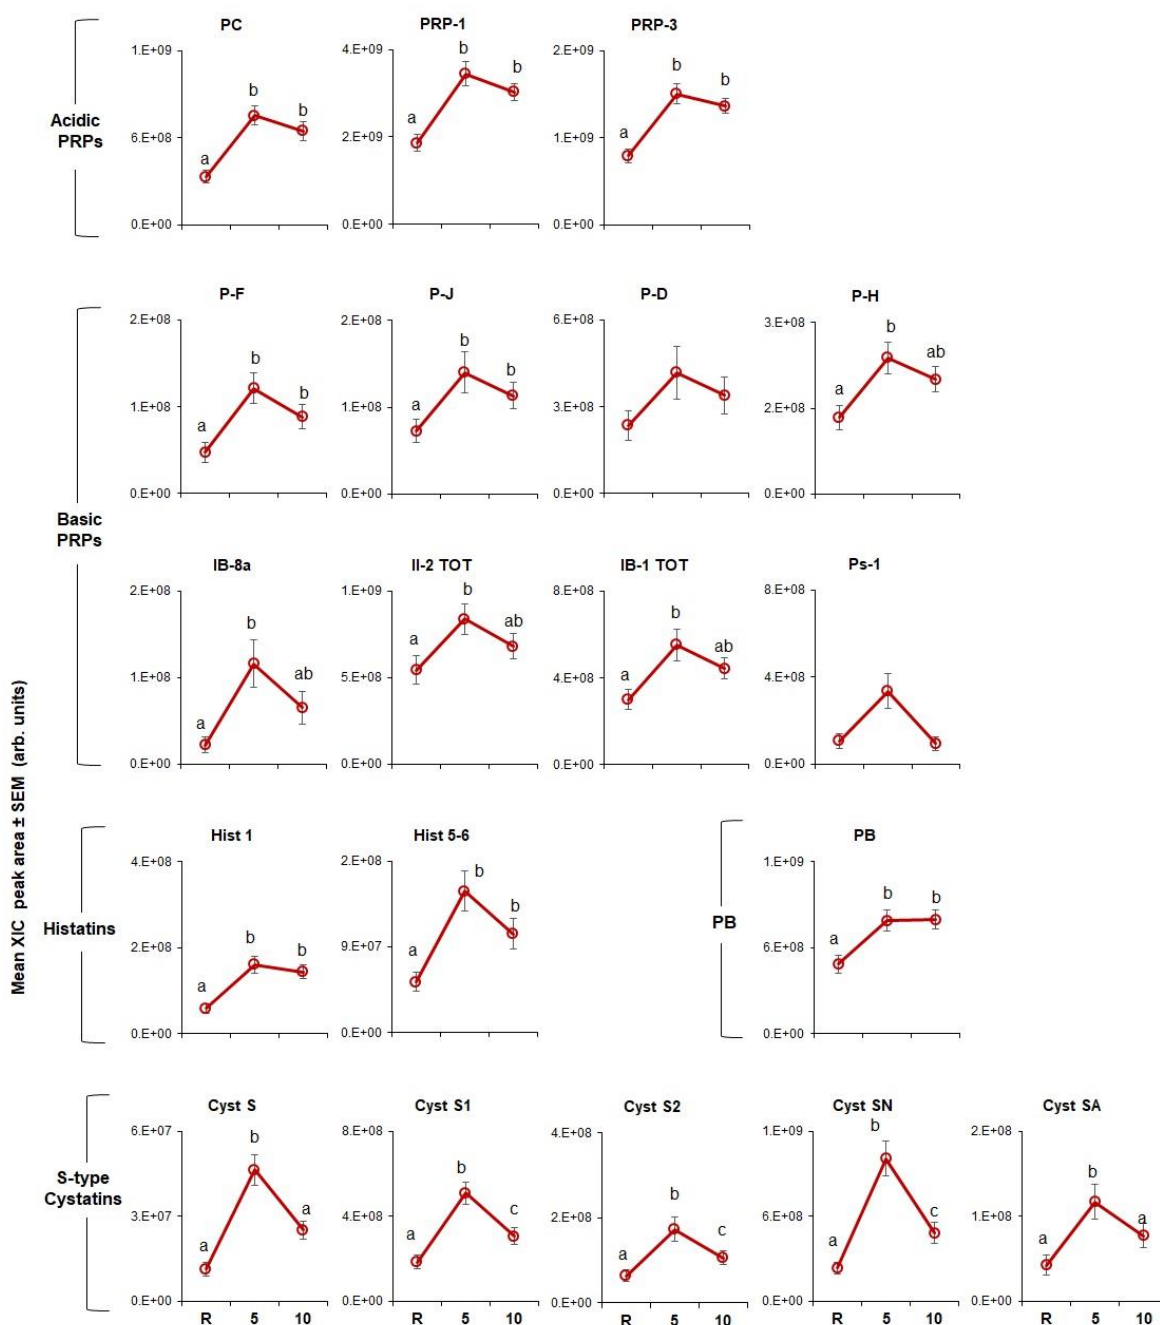 PC PRP-1 PRP-3
1.E+09 4.E+09 2.E+09
b b b b b b
Acidic
PRPs
6.E+08 2.E+09 1.E+09
a a a
0.E+00 0.E+00 0.E+00
P-F P-J P-D P-H
2.E+08 2.E+08 6.E+08 3.E+08
b b b b b ab
1.E+08 1.E+08 3.E+08 2.E+08
a a a
0.E+00 0.E+00 0.E+00 0.E+00
Basic
PRPs
IB-8a II-2 TOT IB-1 TOT Ps-1
2.E+08 1.E+09 8.E+08 8.E+08
b ab b ab b ab
1.E+08 5.E+08 4.E+08 4.E+08
a a a
0.E+00 0.E+00 0.E+00 0.E+00
Mean XIC peak area ± SEM (arb. units)
Hist 1 Hist 5-6 PB
4.E+08 2.E+08 1.E+09
b b b b b b
Histatins
PB
2.E+08 9.E+07 6.E+08
a a a
0.E+00 0.E+00 0.E+00
Cyst S Cyst S1 Cyst S2 Cyst SN Cyst SA
6.E+07 8.E+08 4.E+08 1.E+09 2.E+08
b b b b b
S-type
Cystatins
3.E+07 4.E+08 2.E+08 6.E+08 1.E+08
a a a c a c a c a a
0.E+00 0.E+00 0.E+00 0.E+00 0.E+00
R 5 10 R 5 10 R 5 10 R 5 10 R 5 10